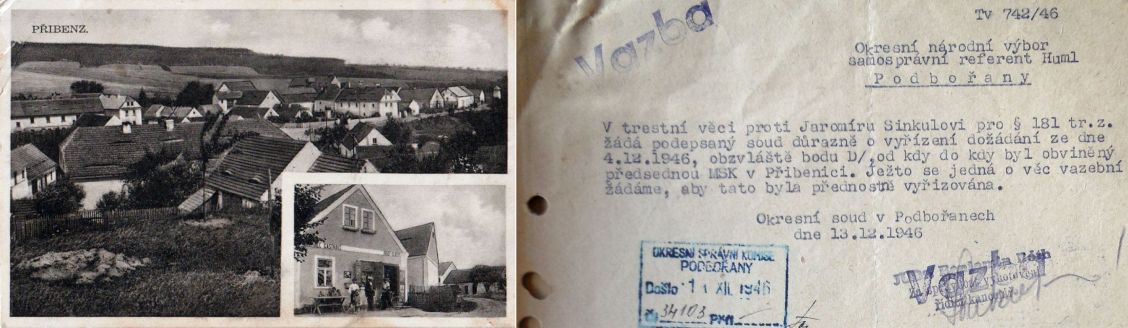 PŘIBENZ.
Vazba
Tv 742/46
Okresní národní výbor
samosprávní referent Huml
Podbořany
V trestní věci proti Jaromíru Sinkulovi pro § 181 tr.z.
žádá podepsaný soud důrazně o vyřízení dožádání ze dne
4.12.1946, obzvláště bodu D/,od kdy do kdy byl obviněný
předsednou MSK v Přibenici. Ježto se jedná o věc vazební
žádáme, aby tato byla přednostně vyřizována.
Okresní soud v Podbořanech
dne 13.12.1946
OKRESNÍ SPRÁVNÍ KOMISE
PODBOŘANY
Došlo: XII. 1946
34103
Vazba